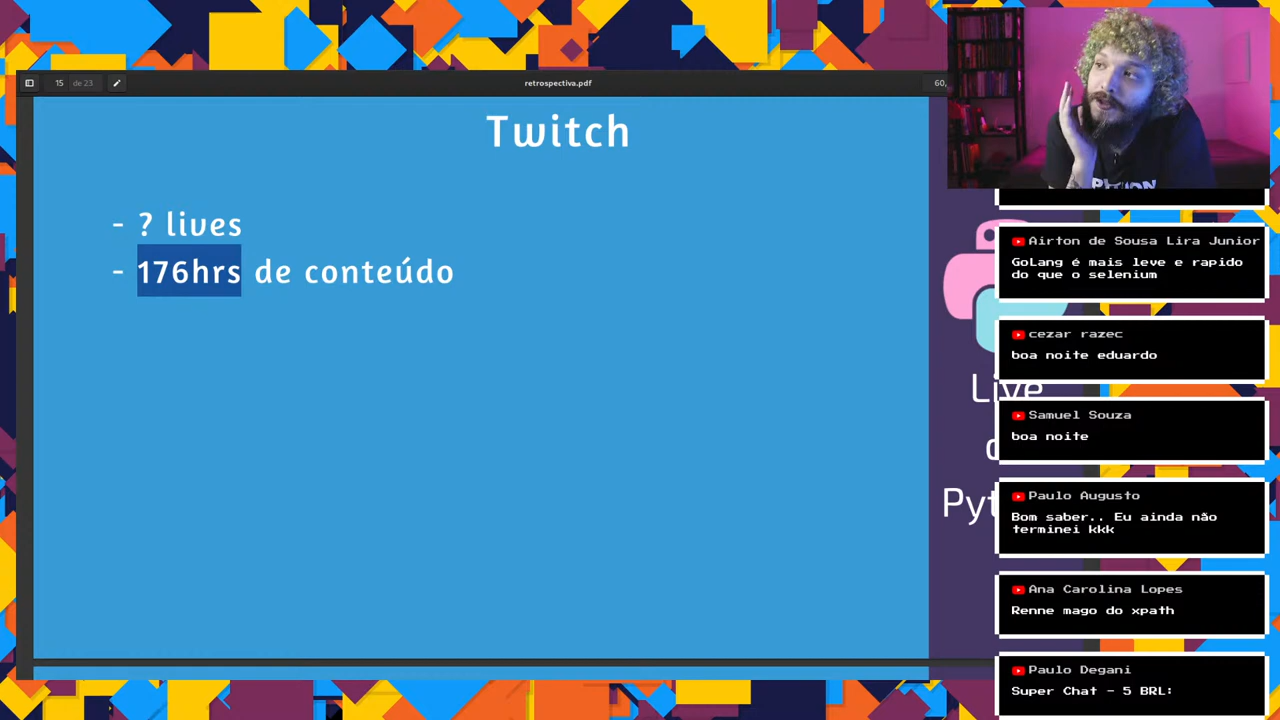 15 de 23
retrospectiva.pdf
60,
Twitch
- ? lives
- 176hrs de conteúdo
Live
Pyt
Airton de Sousa Lira Junior
GoLang é mais leve e rapido
do que o selenium
cezar razec
boa noite eduardo
Samuel Souza
boa noite
Paulo Augusto
Bom saber.. Eu ainda não
terminei kkk
Ana Carolina Lopes
Renne mago do xpath
Paulo Degani
Super Chat - 5 BRL: